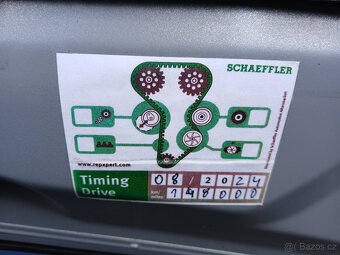 SCHAEFFLER
www.repxpert.com
Timing 08/2024
Drive km/miles 148000
Bazoš.cz